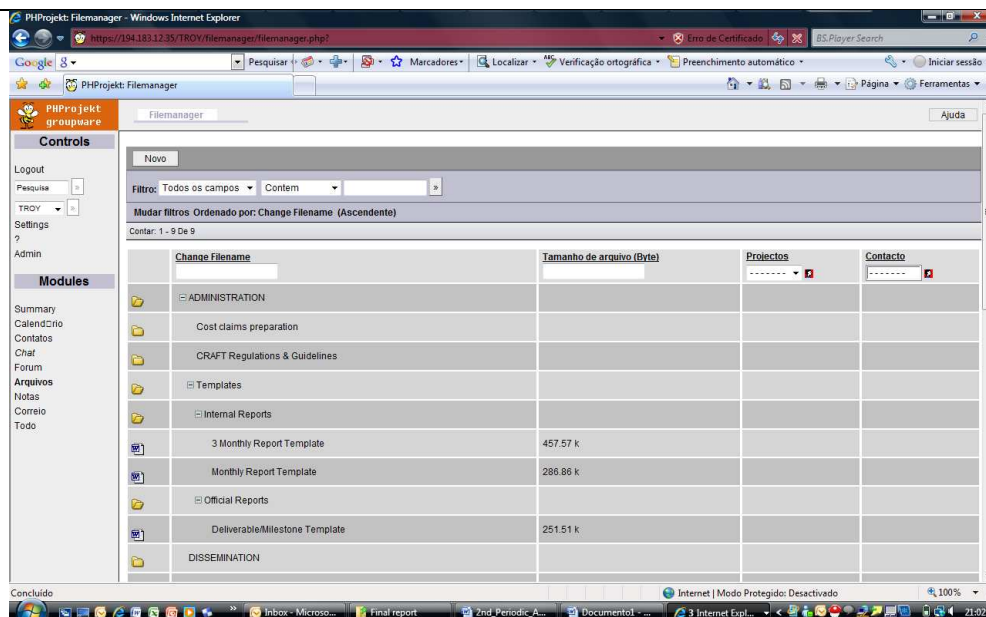 PHProjekt: Filemanager - Windows Internet Explorer
https://194.183.12.35/TROY/filemanager/filemanager.php?
Erro de Certificado
BS.Player Search
Google
Pesquisar
Marcadores
Localizar
Verificação ortográfica
Preenchimento automático
Iniciar sessão
PHProjekt: Filemanager
Página
Ferramentas
PHProjekt
groupware
Filemanager
Ajuda
Controls
Novo
Logout
Pesquisa
»
Filtro: Todos os campos Contem »
TROY »
Mudar filtros Ordenado por: Change Filename (Ascendente)
Settings
?
Contar: 1 - 9 De 9
Admin
Change Filename Tamanho de arquivo (Byte) Projectos Contacto
------- -------
Modules
Summary
Calend□rio
Contatos
Chat
Forum
Arquivos
Notas
Correio
Todo
ADMINISTRATION
Cost claims preparation
CRAFT Regulations & Guidelines
Templates
Internal Reports
3 Monthly Report Template 457.57 k
Monthly Report Template 286.86 k
Official Reports
Deliverable/Milestone Template 251.51 k
DISSEMINATION
Concluído
Internet | Modo Protegido: Desactivado
100%
Inbox - Microso...
Final report
2nd_Periodic_A...
Documento1 - ...
3 Internet Expl...
21:02